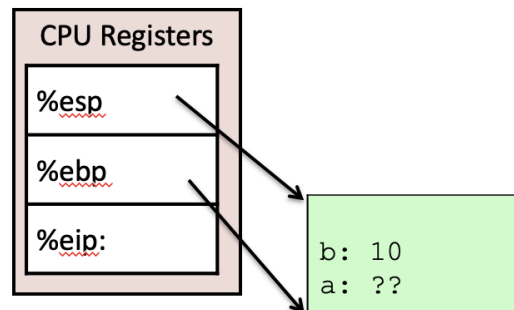 CPU Registers
%esp
%ebp
%eip:
b: 10
a: ??